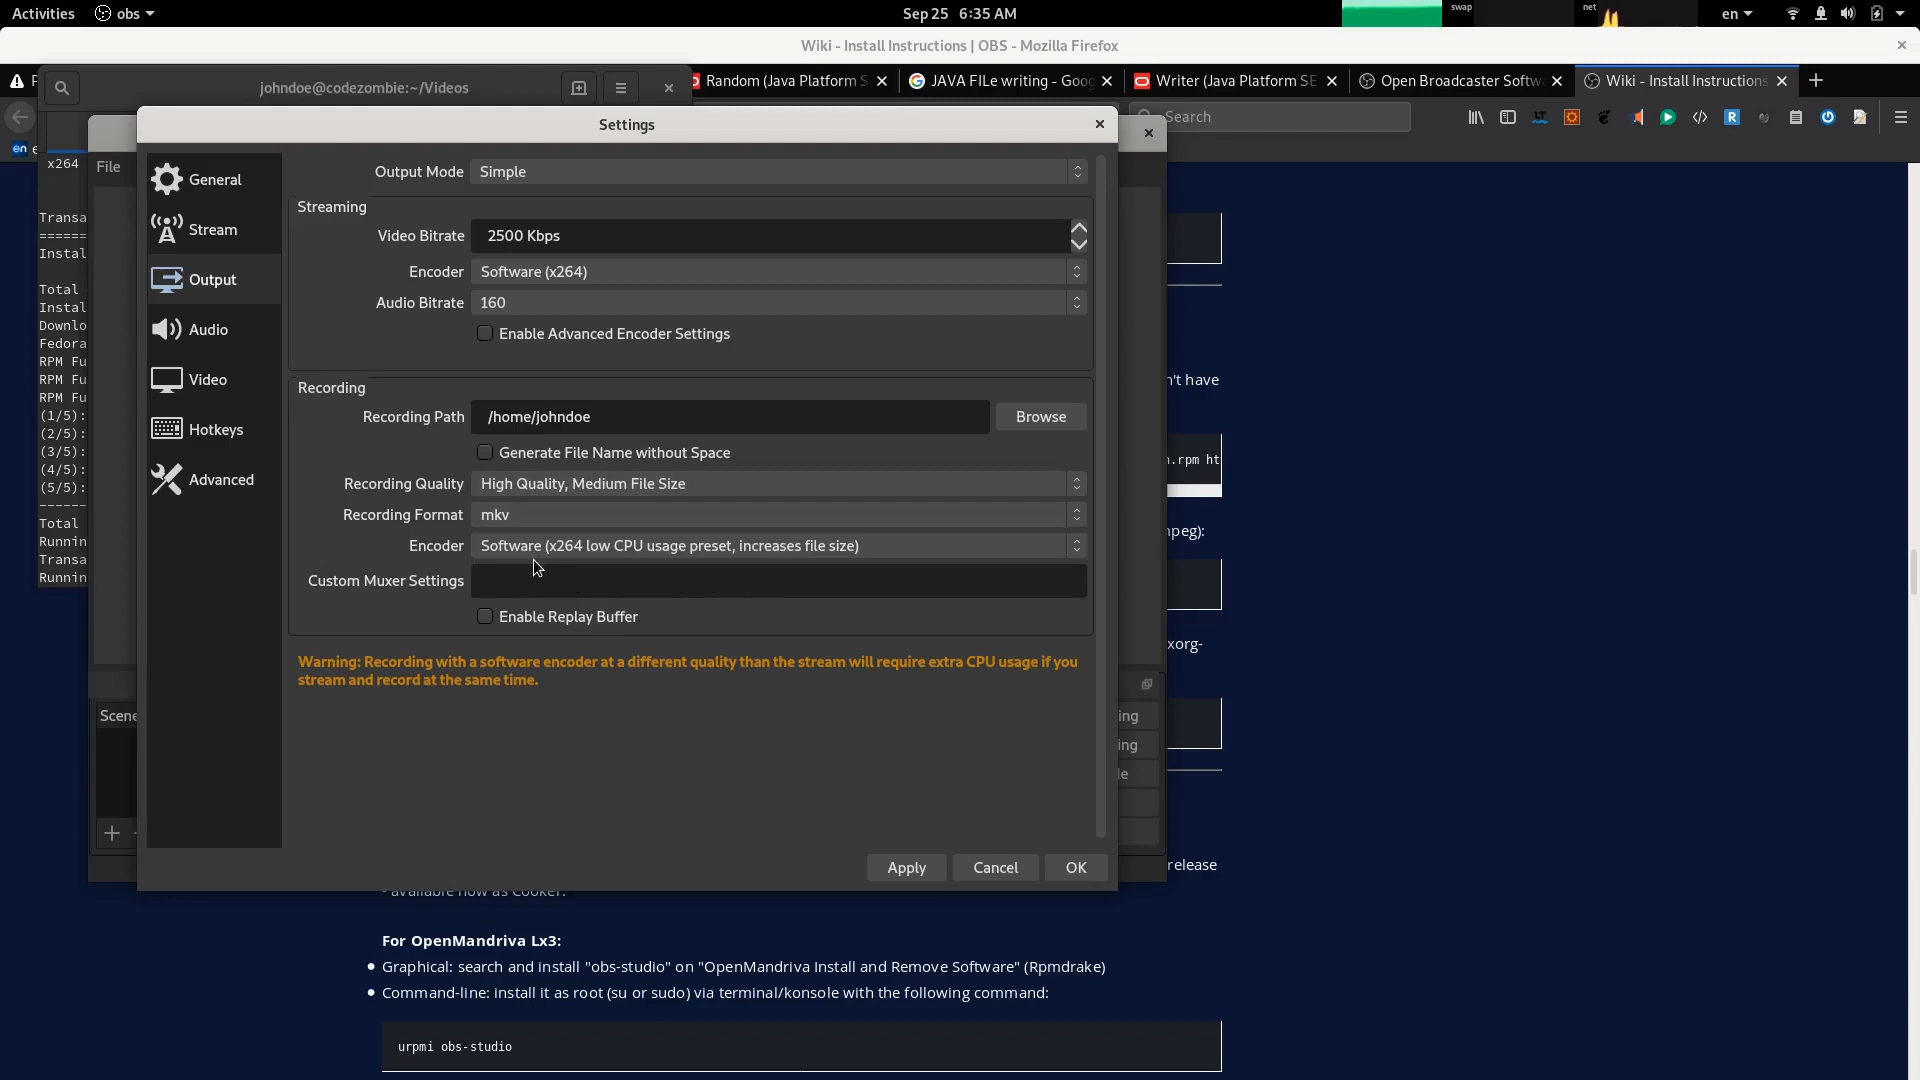 Activities
obs
Sep 25 6:35 AM
swap
net
en
Wiki - Install Instructions | OBS - Mozilla Firefox
johndoe@codezombie:~/Videos
Random (Java Platform S
JAVA FILe writing - Goog
Writer (Java Platform SE
Open Broadcaster Softw
Wiki - Install Instructions
Search
x264
File
Transa
======
Instal
Total
Instal
Downlo
Fedora
RPM Fu
RPM Fu
RPM Fu
(1/5):
(2/5):
(3/5):
(4/5):
(5/5):
------
Total
Runnin
Transa
Runnin
Settings
General
Stream
Output
Audio
Video
Hotkeys
Advanced
Output Mode Simple
Streaming
Video Bitrate 2500 Kbps
Encoder Software (x264)
Audio Bitrate 160
Enable Advanced Encoder Settings
Recording
Recording Path /home/johndoe Browse
Generate File Name without Space
Recording Quality High Quality, Medium File Size
Recording Format mkv
Encoder Software (x264 low CPU usage preset, increases file size)
Custom Muxer Settings
Enable Replay Buffer
Warning: Recording with a software encoder at a different quality than the stream will require extra CPU usage if you
stream and record at the same time.
Apply Cancel OK
Scene
ing
ing
le
n't have
n.rpm ht
npeg):
xorg-
release
- available now as Cooker.
For OpenMandriva Lx3:
Graphical: search and install "obs-studio" on "OpenMandriva Install and Remove Software" (Rpmdrake)
Command-line: install it as root (su or sudo) via terminal/konsole with the following command:
urpmi obs-studio